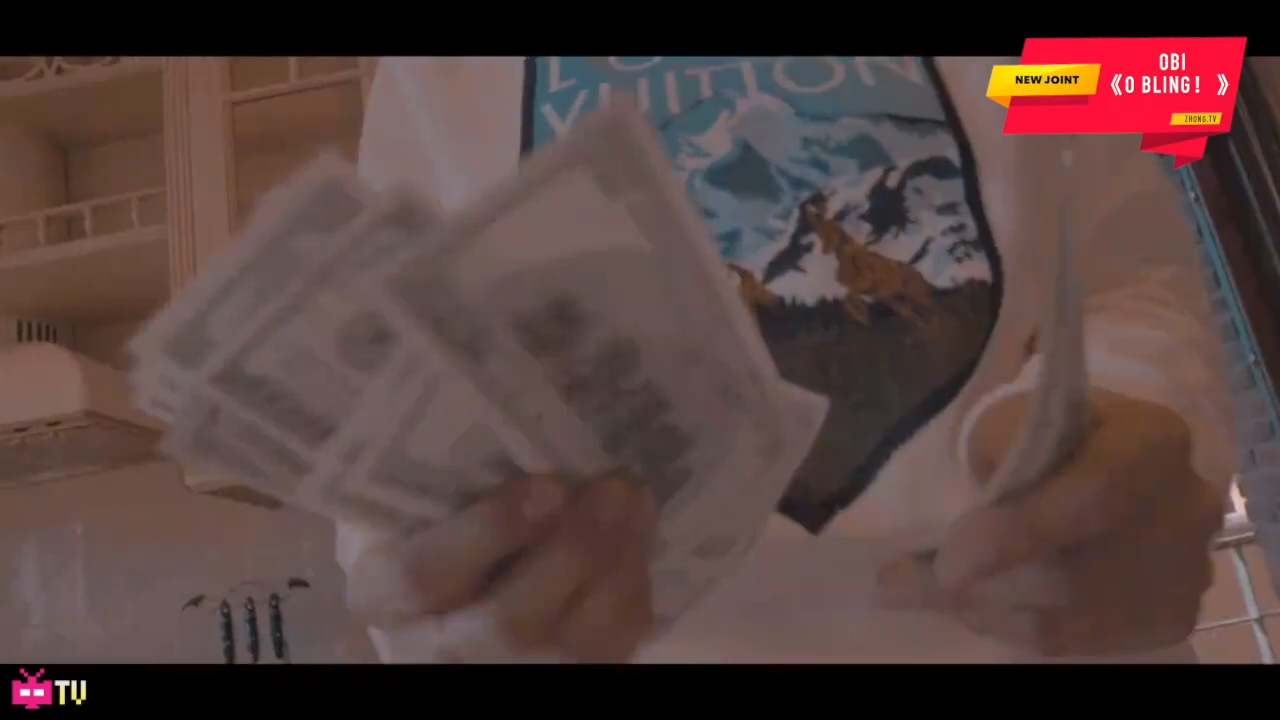 OBI
NEW JOINT
《O BLING! 》
ZHONG.TV
VUITTON
TV